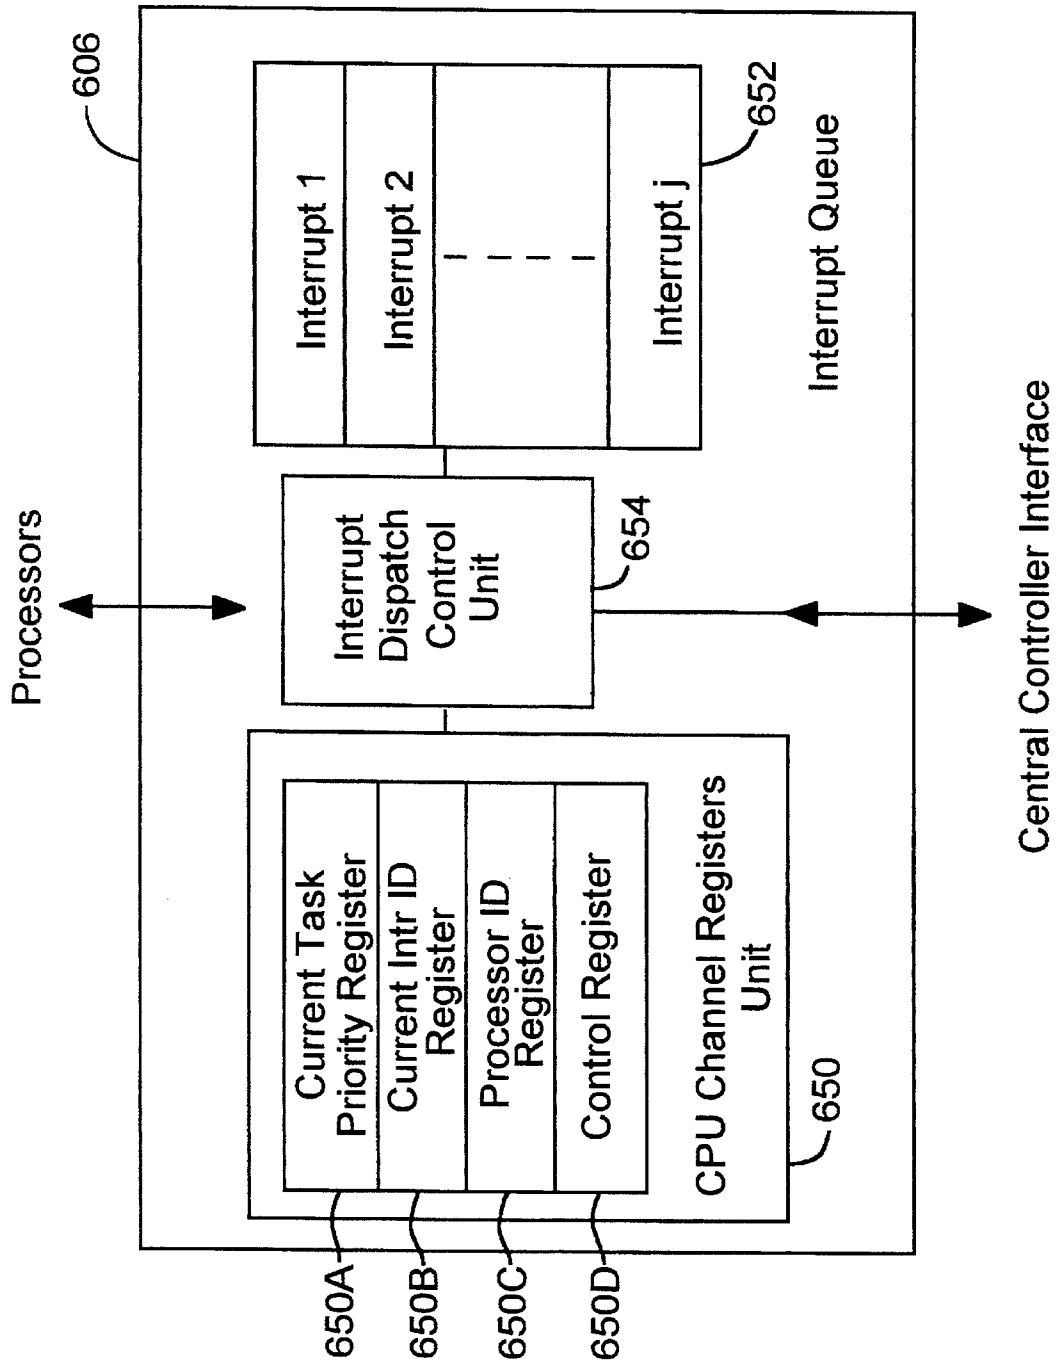 Processors
606
Current Task
Priority Register
Current Intr ID
Register
Processor ID
Register
Control Register
CPU Channel Registers
Unit
650A
650B
650C
650D
650
Interrupt
Dispatch
Control
Unit
654
Interrupt 1
Interrupt 2
Interrupt j
652
Interrupt Queue
Central Controller Interface